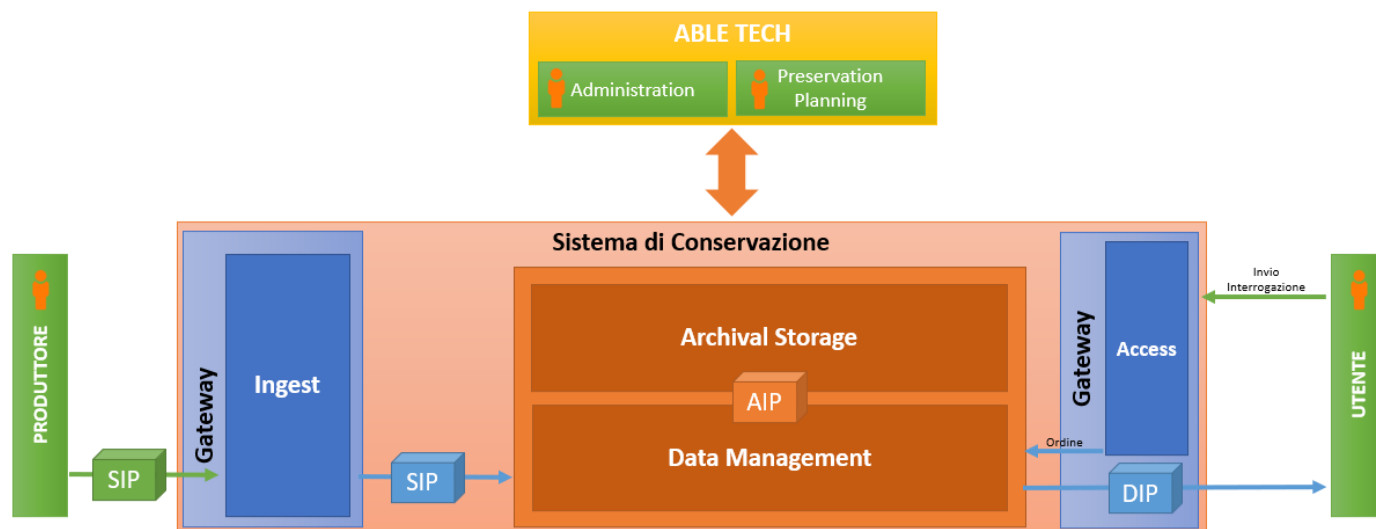 ABLE TECH
Administration
Preservation
Planning
Sistema di Conservazione
PRODUTTORE
SIP
Gateway
Ingest
SIP
Archival Storage
AIP
Data Management
Gateway
Access
Ordine
DIP
Invio
Interrogazione
UTENTE